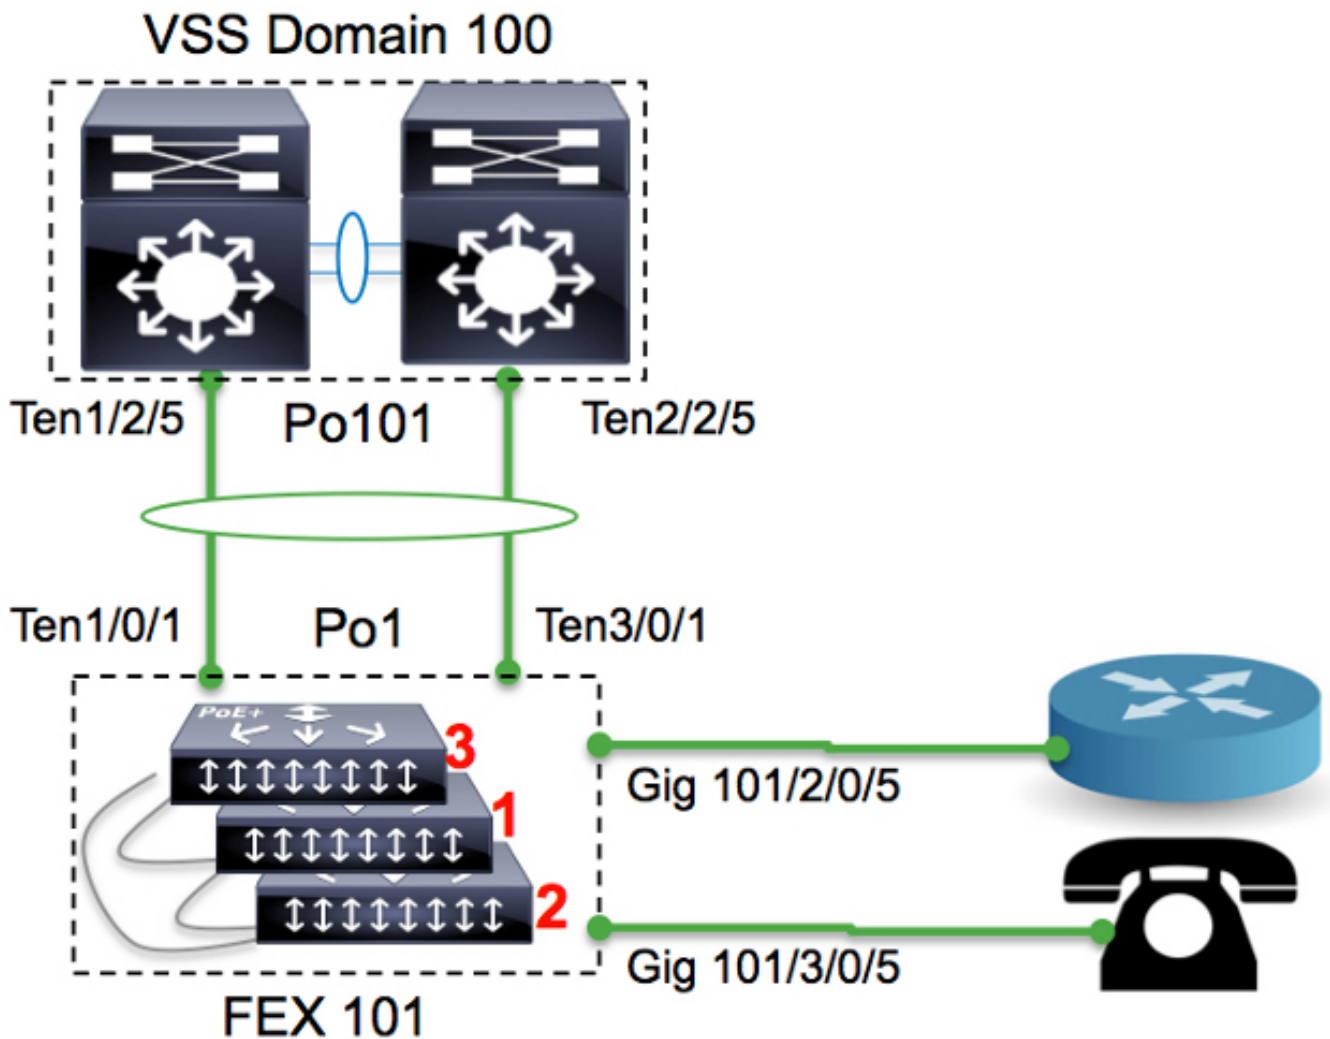 VSS Domain 100
Ten1/2/5
Po101
Ten2/2/5
Ten1/0/1
Po1
Ten3/0/1
PoE+
3
1
2
Gig 101/2/0/5
Gig 101/3/0/5
FEX 101